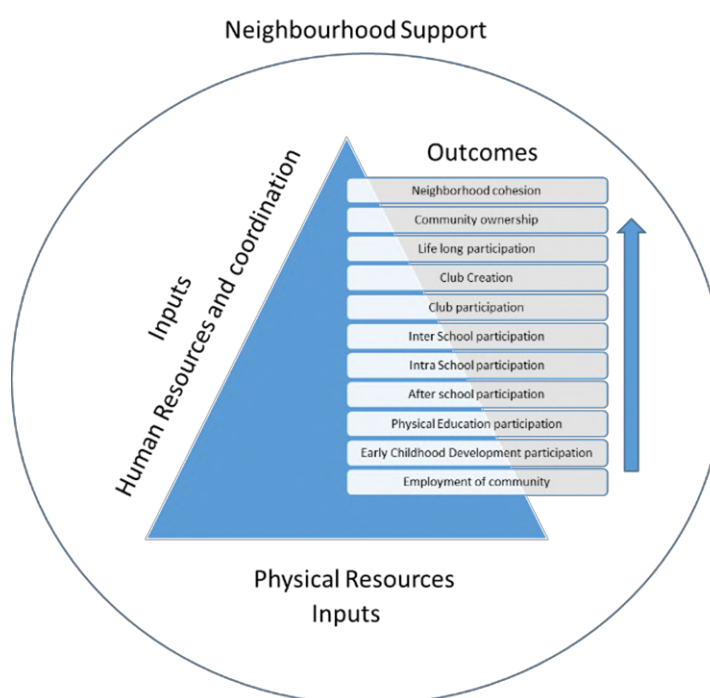 Neighbourhood Support
Inputs
Human Resources and coordination
Outcomes
Neighborhood cohesion
Community ownership
Life long participation
Club Creation
Club participation
Inter School participation
Intra School participation
After school participation
Physical Education participation
Early Childhood Development participation
Employment of community
Physical Resources
Inputs